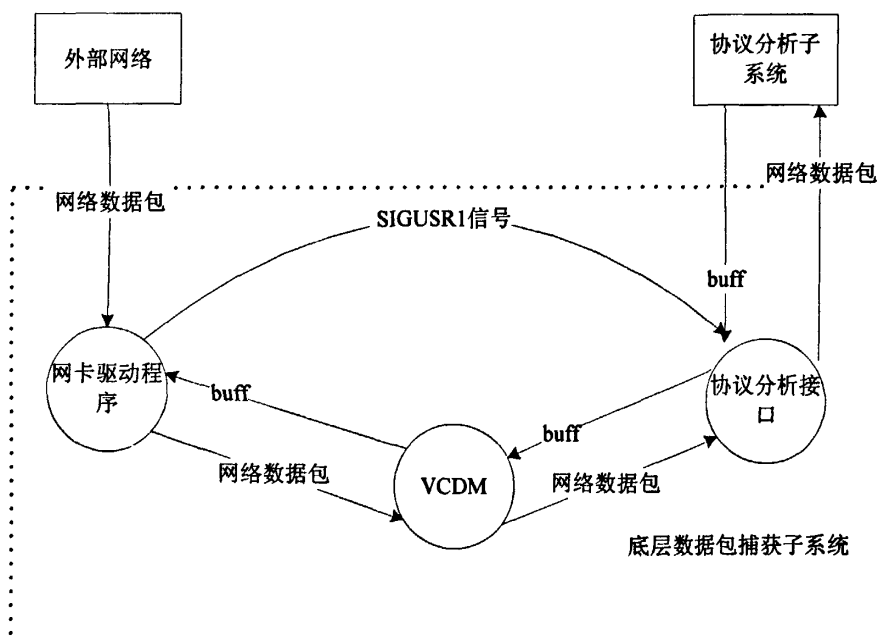 外部网络
协议分析子
系统
网络数据包
网络数据包
SIGUSR1信号
buff
网卡驱动程
序
buff
协议分析接
口
buff
网络数据包
VCDM
网络数据包
底层数据包捕获子系统